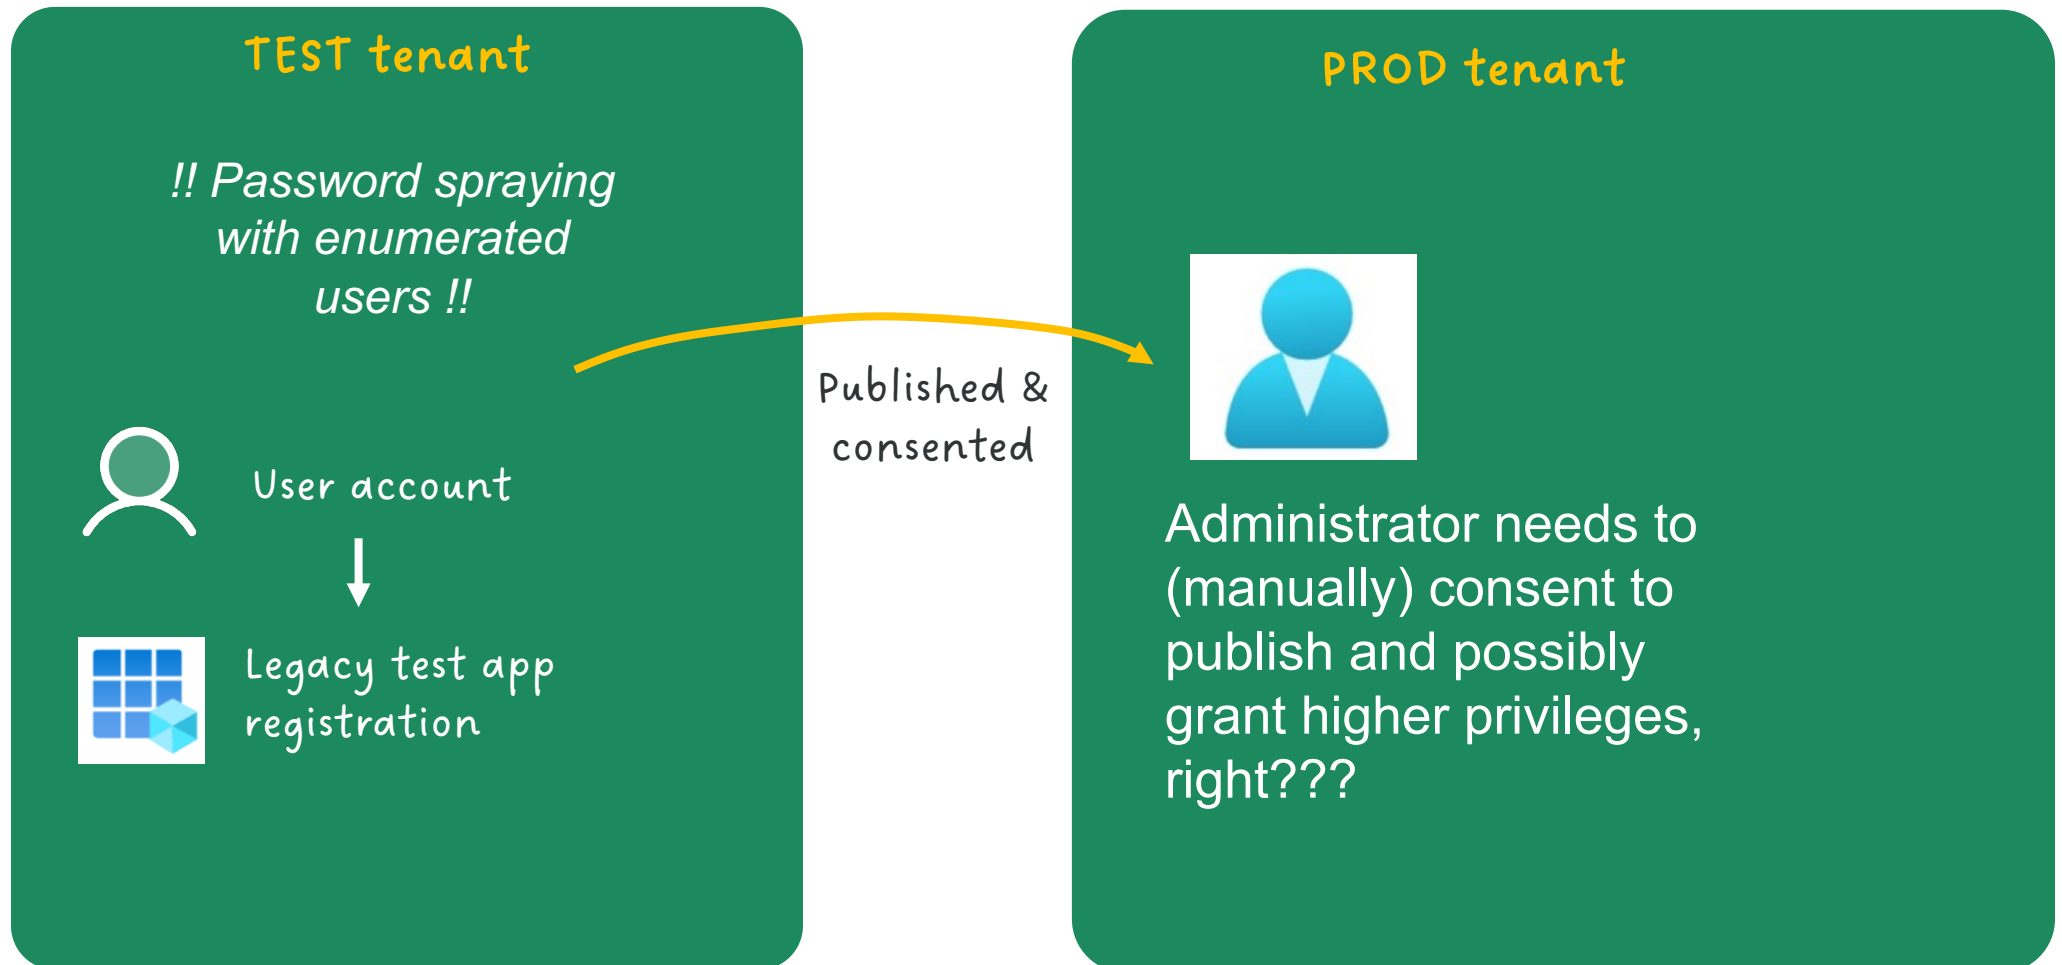 TEST tenant
!! Password spraying
with enumerated
users !!
User account
Legacy test app
registration
Published &
consented
PROD tenant
Administrator needs to
(manually) consent to
publish and possibly
grant higher privileges,
right???